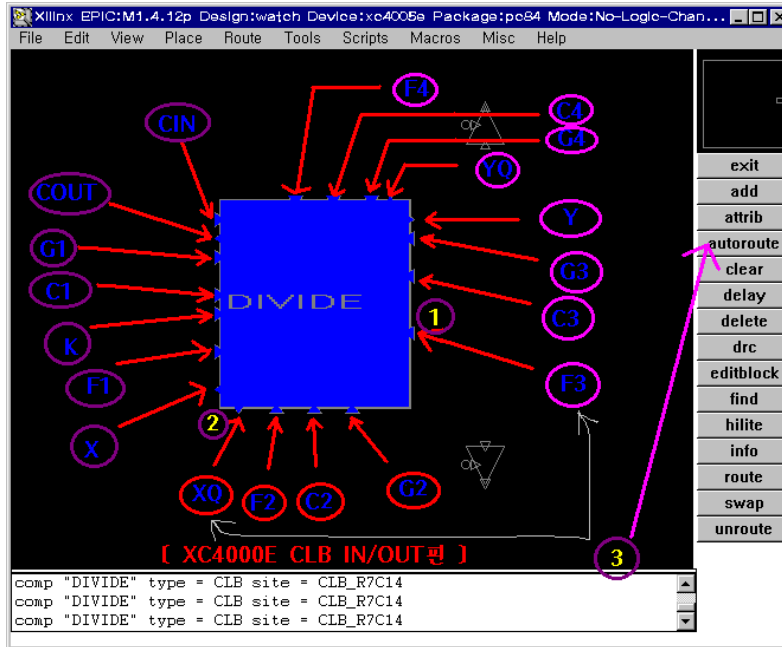 Xilinx EPIC:M1.4.12p Design:watch Device:xc4005e Package:pc84 Mode:No-Logic-Chan...
File Edit View Place Route Tools Scripts Macros Misc Help
F4
CIN
C4
G4
YQ
COUT
Y
G1
G3
C1
DIVIDE
1
C3
K
F1
F3
2
X
XQ
F2
C2
G2
[ XC4000E CLB IN/OUT핀 ]
3
exit
add
attrib
autoroute
clear
delay
delete
drc
editblock
find
hilite
info
route
swap
unroute
comp "DIVIDE" type = CLB site = CLB_R7C14
comp "DIVIDE" type = CLB site = CLB_R7C14
comp "DIVIDE" type = CLB site = CLB_R7C14